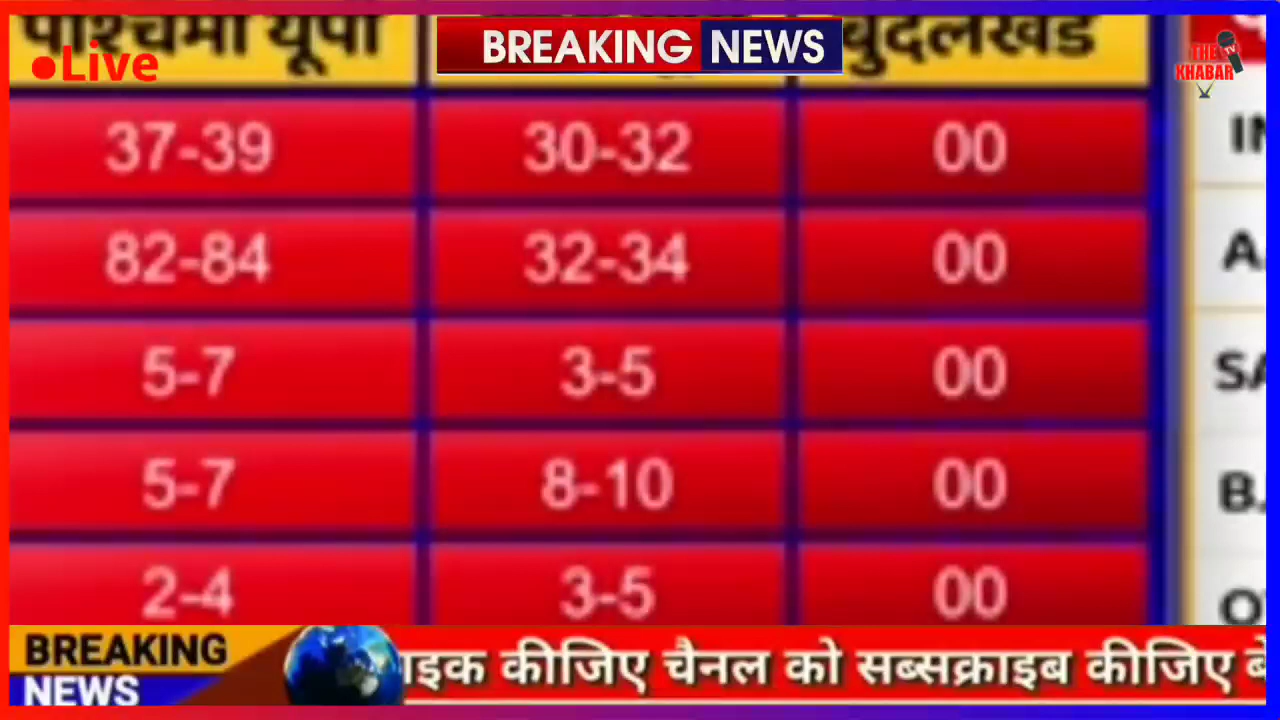 पश्चिमी यूपी
बुंदेलखंड
BREAKING NEWS
Live
THE TV
KHABAR
37-39 30-32 00
82-84 32-34 00
5-7 3-5 00
5-7 8-10 00
2-4 3-5 00
BREAKING
NEWS
कीजिए चैनल को सब्सक्राइब कीजिए